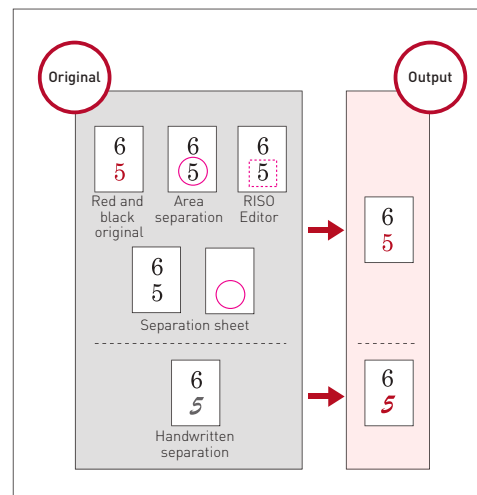 Original
Output
6 6 6
5 5 5
Red and Area RISO
black separation Editor
original
6
5
6
5
Separation sheet
6
5
6
5
Handwritten
separation